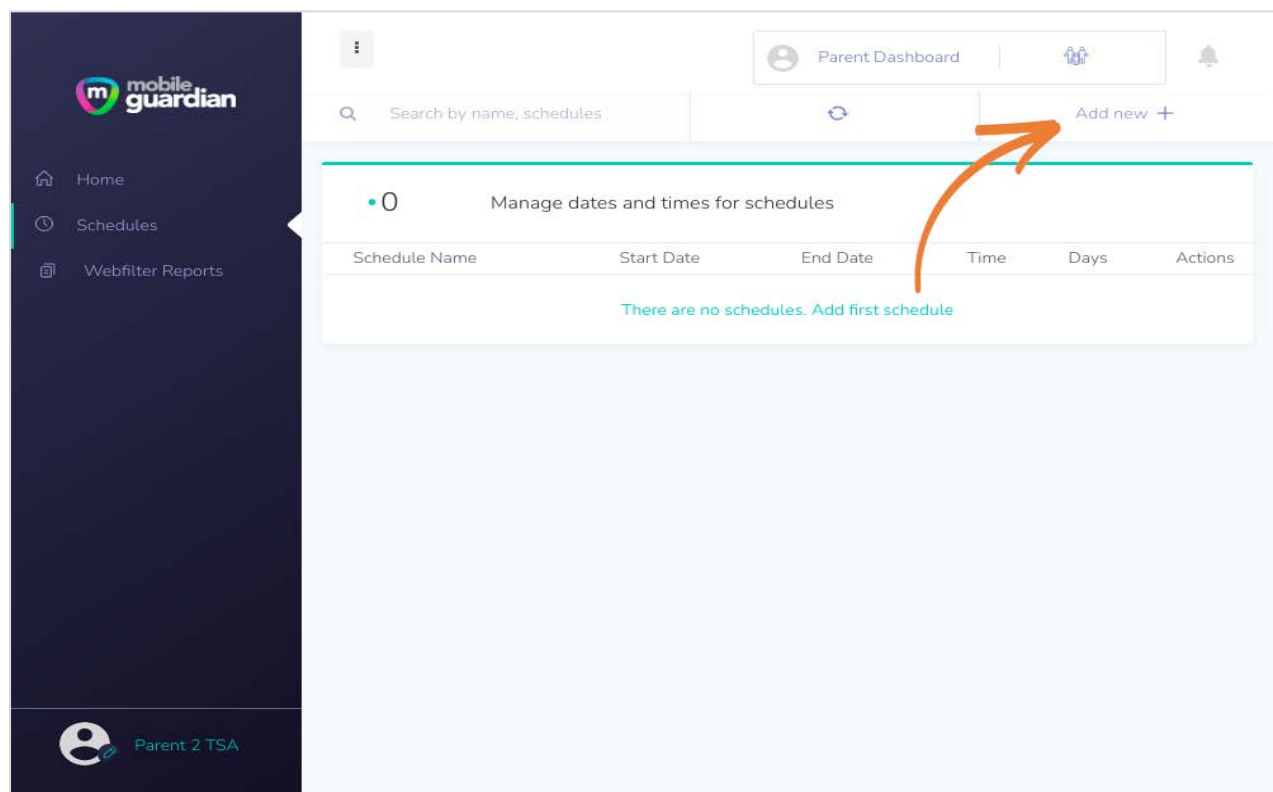 mobile
guardian
Parent Dashboard
Search by name, schedules
Add new +
Home
Schedules
Webfilter Reports
0 Manage dates and times for schedules
Schedule Name Start Date End Date Time Days Actions
There are no schedules. Add first schedule
Parent 2 TSA